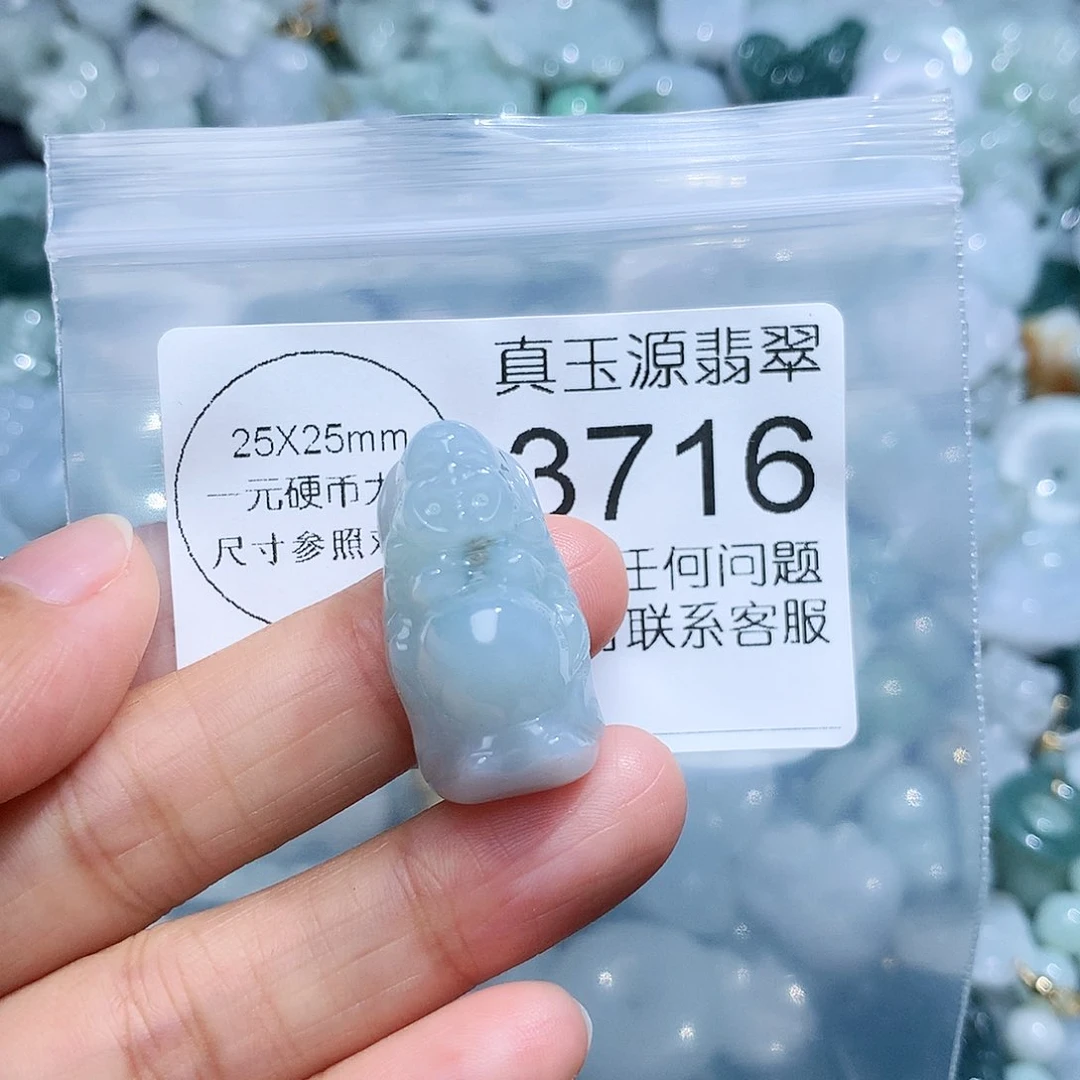 真玉源翡翠
3716
25X25mm
一元硬币大
尺寸参照
任何问题
联系客服